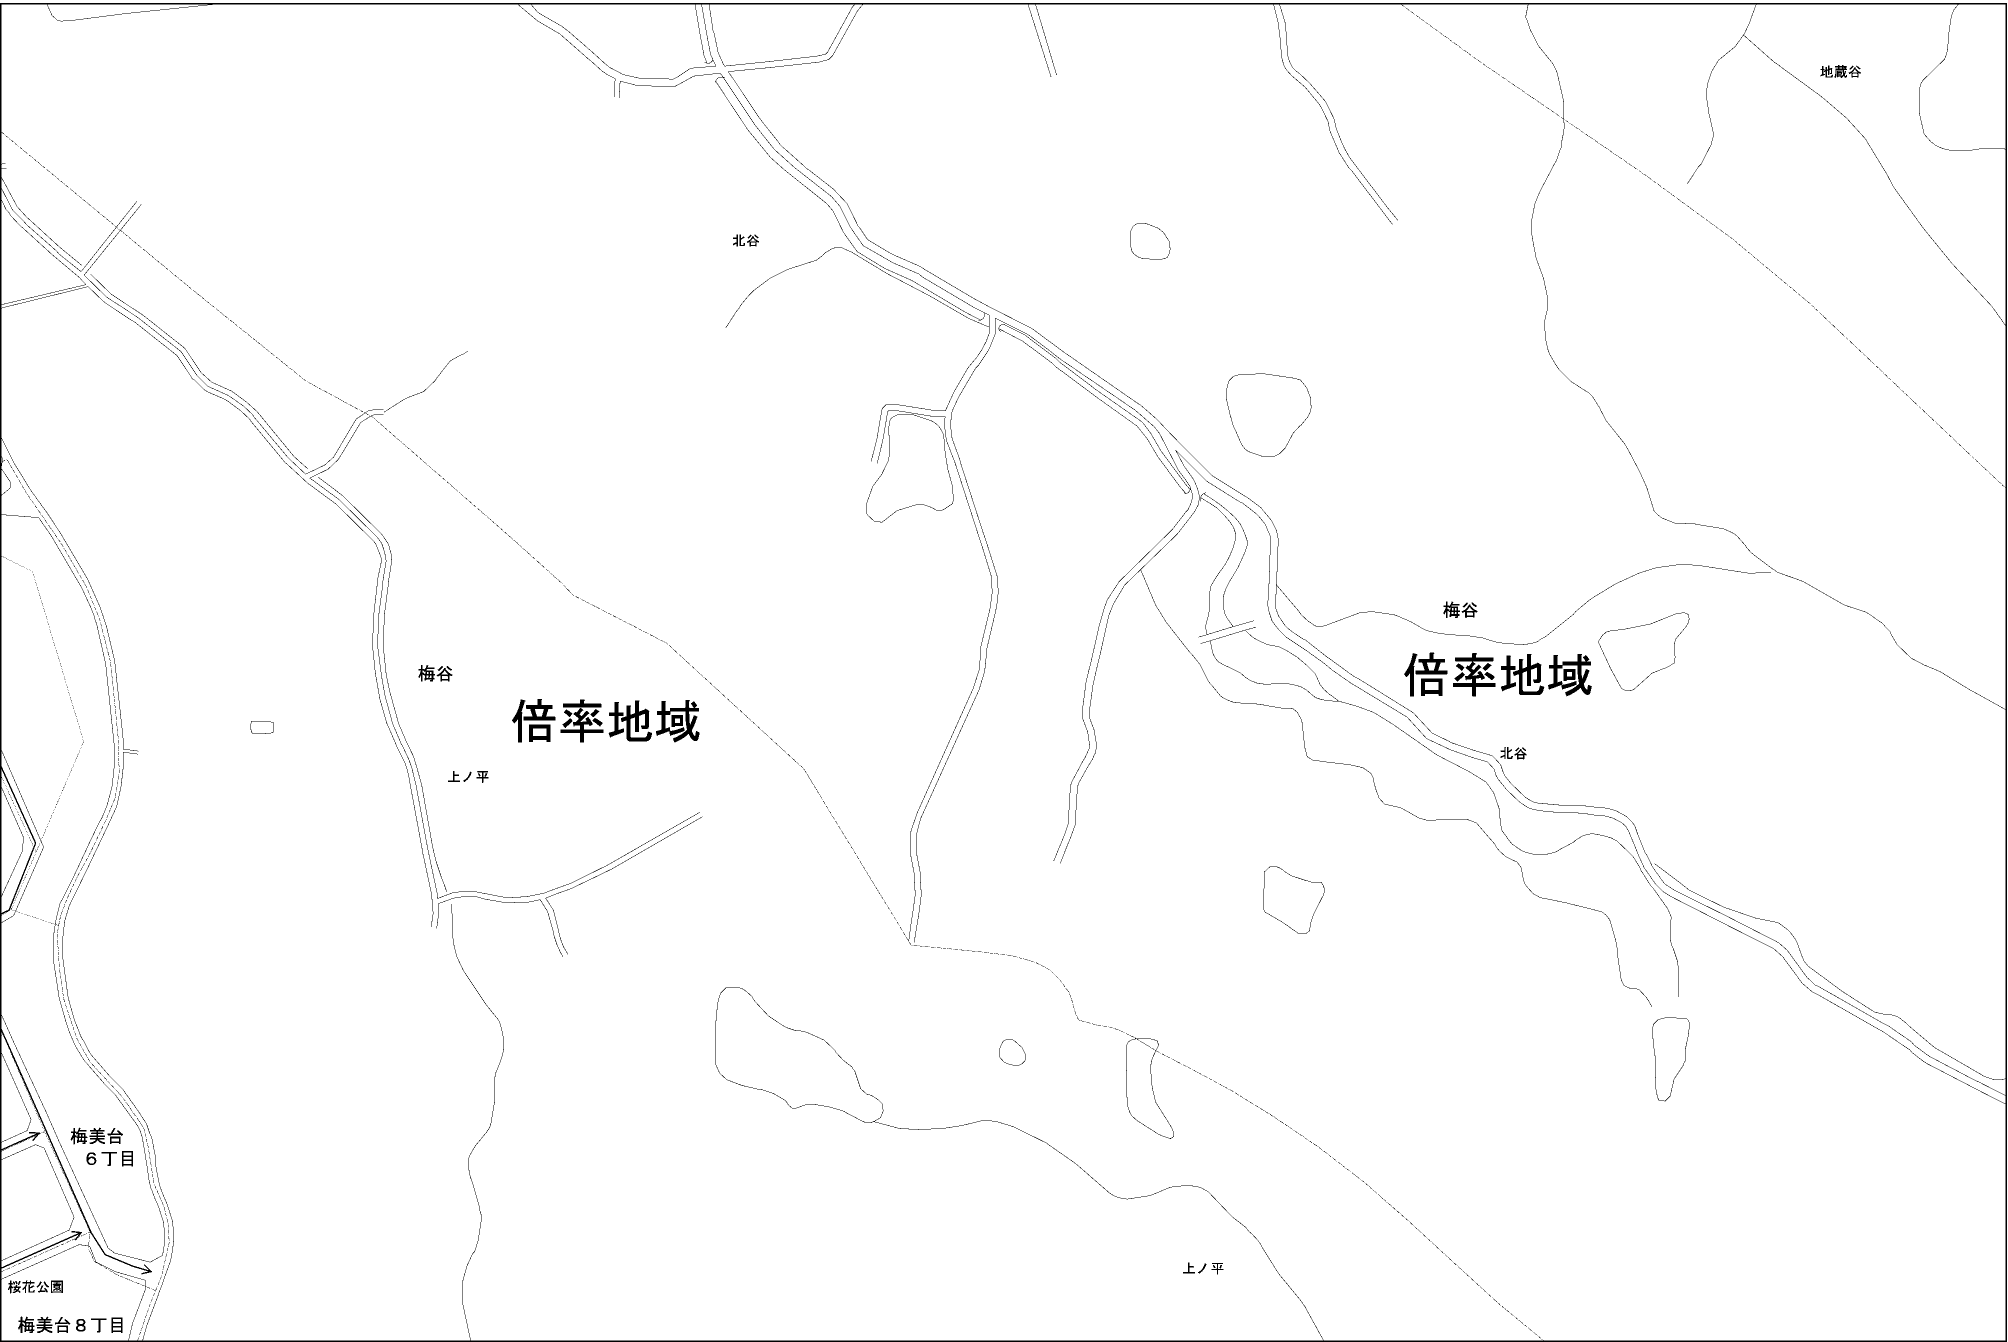 地蔵谷
北谷
梅谷
倍率地域
梅谷
倍率地域
北谷
上ノ平
梅美台
６丁目
上ノ平
桜花公園
梅美台８丁目